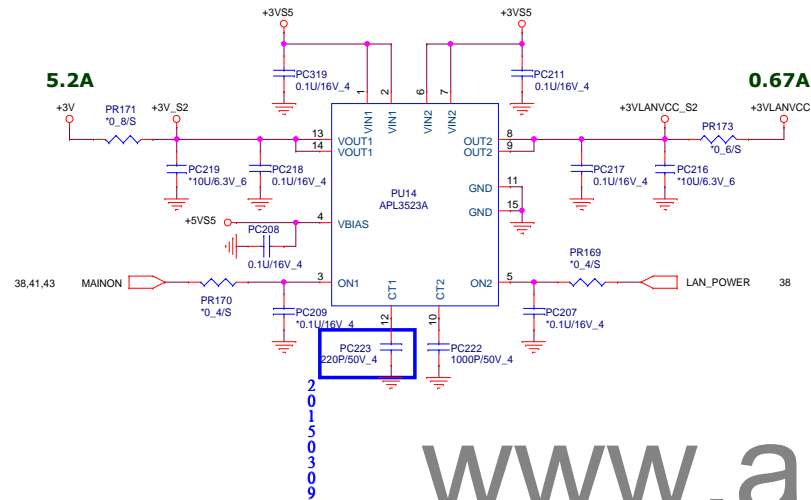 +3VS5
+3VS5
PC319
0.1U/16V_4
PC211
0.1U/16V_4
5.2A
0.67A
+3V
PR171
*0_8/S
+3V_S2
+3VLANVCC_S2
PR173
*0_6/S
+3VLANVCC
1
2
6
7
VIN1
VIN1
VIN2
VIN2
13
VOUT1
14
VOUT1
8
OUT2
9
OUT2
PC219
*10U/6.3V_6
PC218
0.1U/16V_4
PC217
0.1U/16V_4
PC216
*10U/6.3V_6
PU14
APL3523A
11
GND
15
GND
+5VS5
4
VBIAS
PC208
0.1U/16V_4
38,41,43
MAINON
PR170
*0_4/S
3
ON1
5
ON2
PR169
*0_4/S
LAN_POWER
38
CT1
CT2
12
10
PC209
*0.1U/16V_4
PC207
*0.1U/16V_4
PC223
220P/50V_4
PC222
1000P/50V_4
20150309
www.a